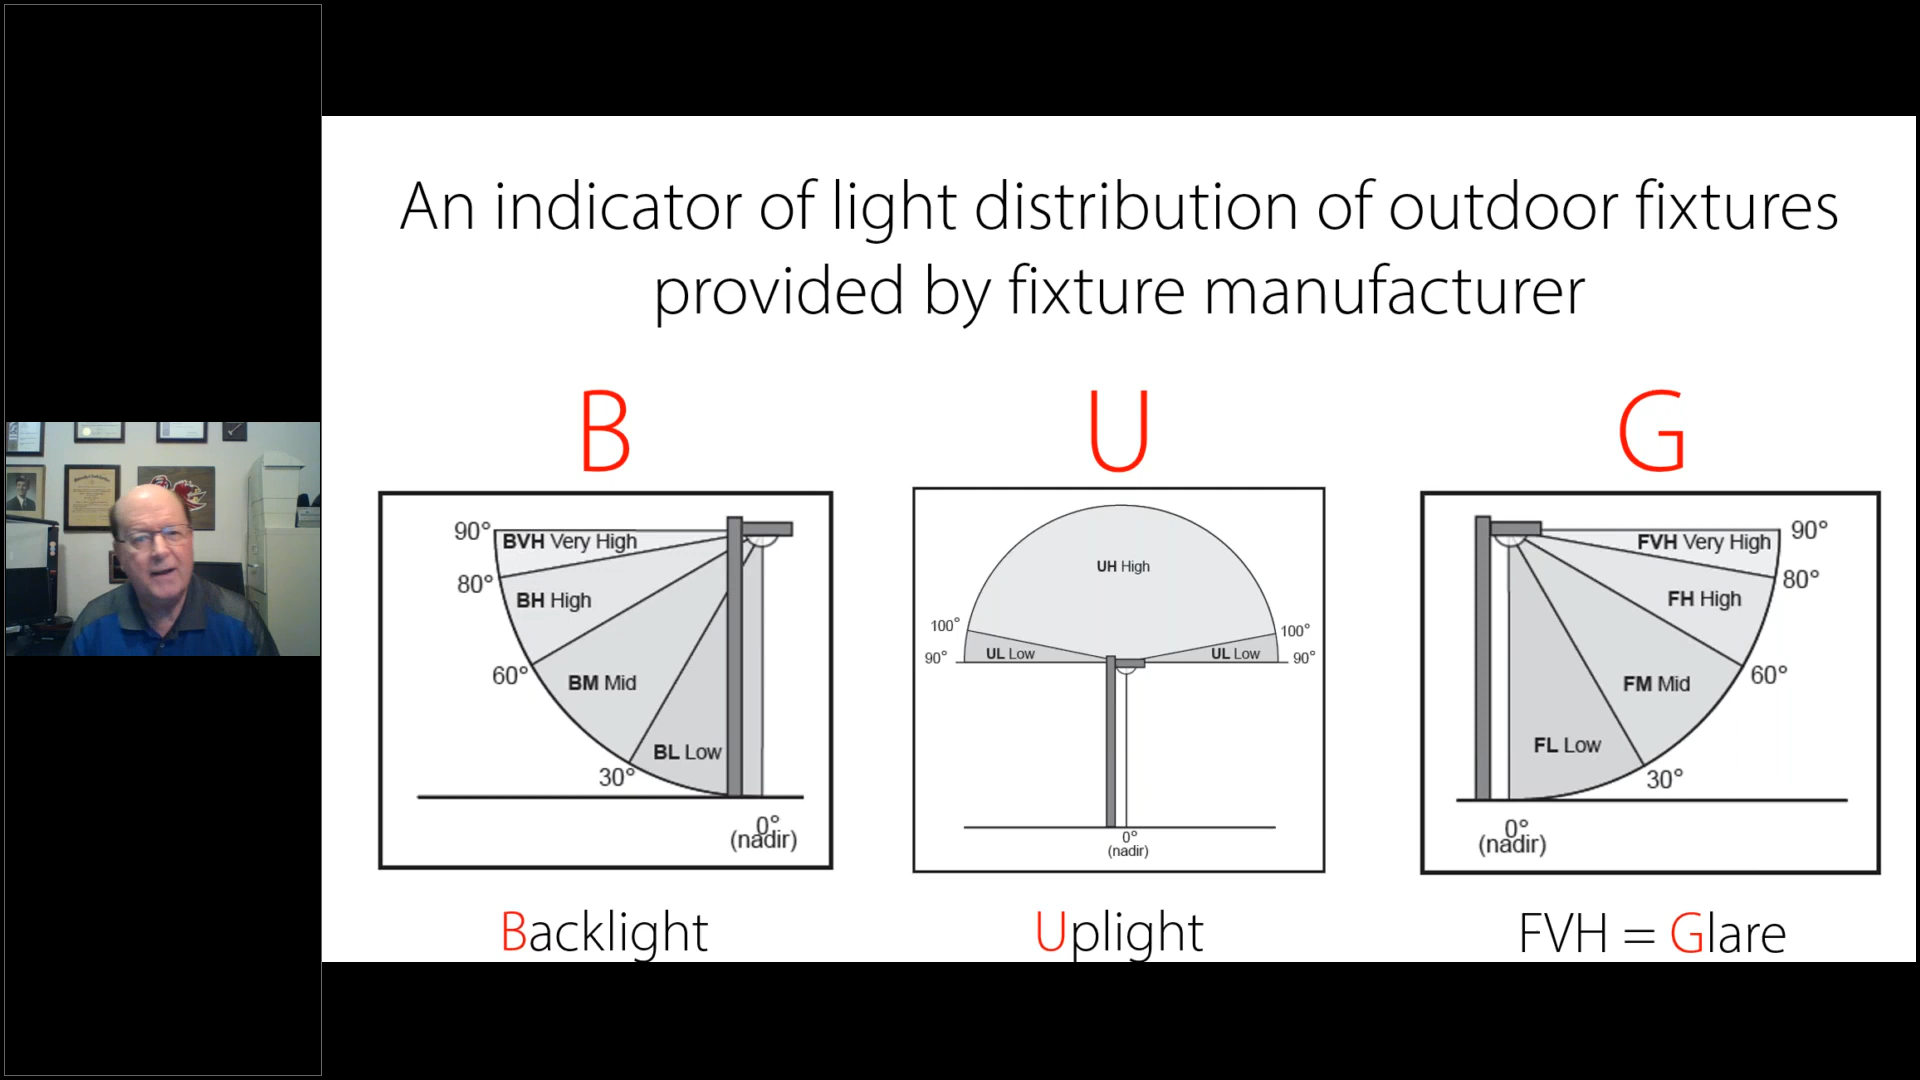 An indicator of light distribution of outdoor fixtures
provided by fixture manufacturer
B
U
G
90°
BVH Very High
80°
BH High
60°
BM Mid
BL Low
30°
0°
(nadir)
UH High
100°
100°
90°
UL Low
UL Low
90°
0°
(nadir)
90°
FVH Very High
80°
FH High
60°
FM Mid
FL Low
30°
0°
(nadir)
Backlight
Uplight
FVH = Glare